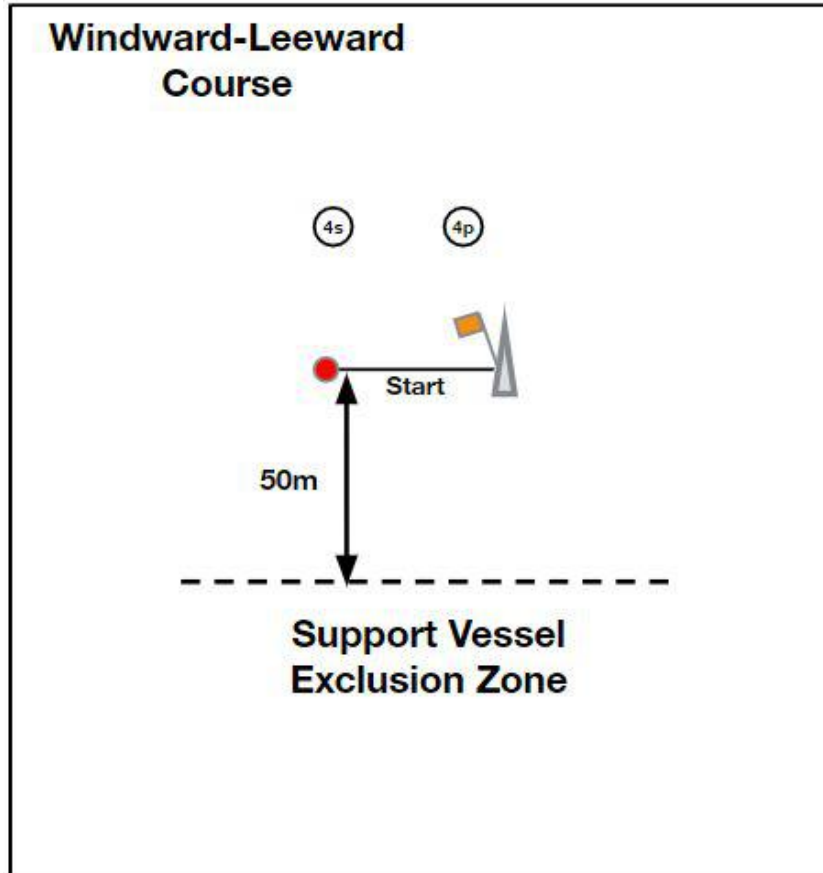 Windward-Leeward
Course
4s
4p
Start
50m
Support Vessel
Exclusion Zone